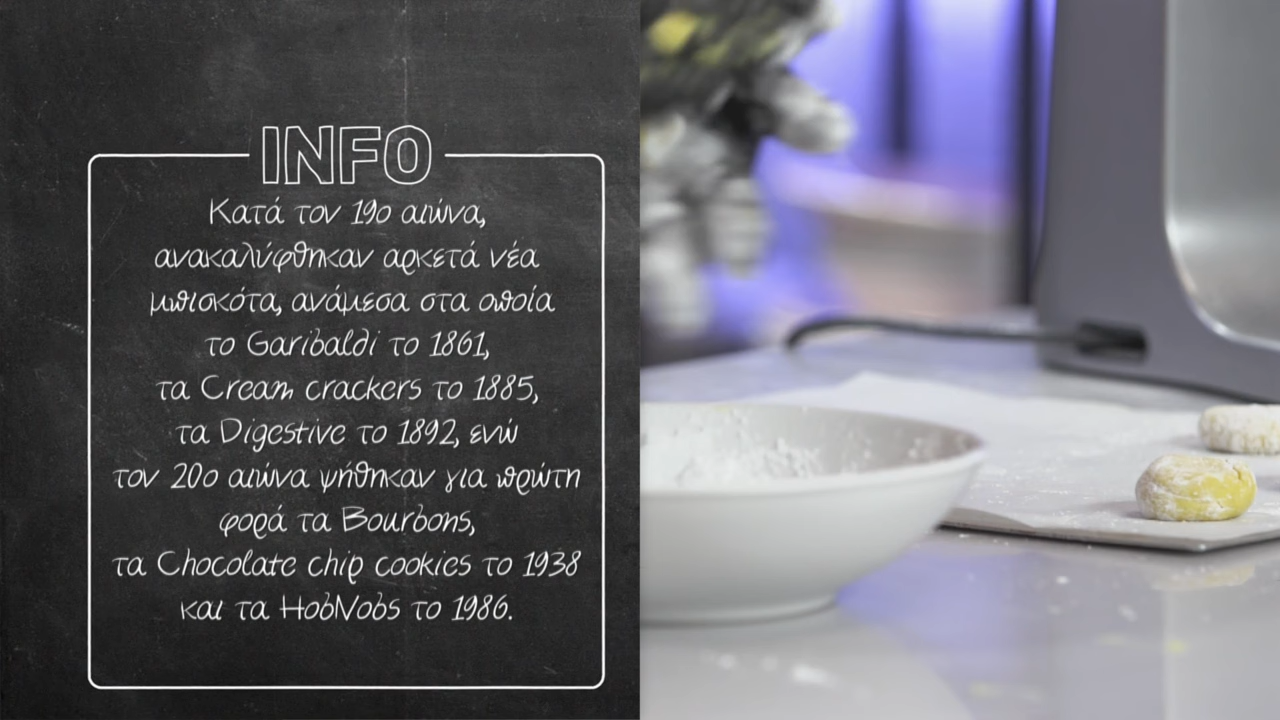 INFO
Κατά τον 19ο αιώνα,
ανακαλύφθηκαν αρκετά νέα
μπισκότα, ανάμεσα στα οποία
το Garibaldi το 1861,
τα Cream crackers το 1885,
τα Digestive το 1892, ενώ
τον 20ο αιώνα ψήθηκαν για πρώτη
φορά τα Bourbons,
τα Chocolate chip cookies το 1938
και τα HobNobs το 1986.